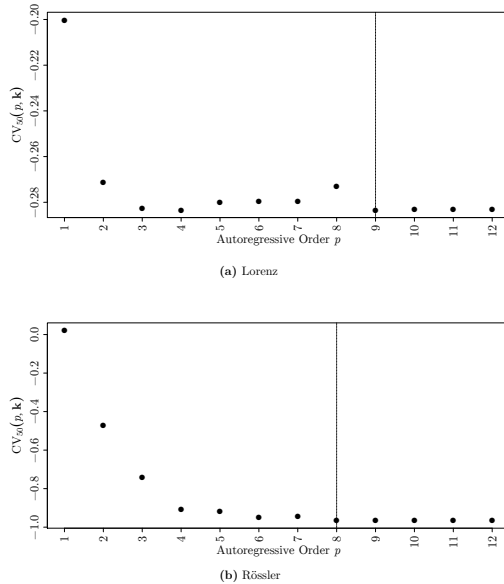 −0.20
−0.22
−0.24
−0.26
−0.28
CV₅₀(p, k)
1 2 3 4 5 6 7 8 9 10 11 12
Autoregressive Order p
(a) Lorenz
0.0
−0.2
−0.4
−0.6
−0.8
−1.0
CV₅₀(p, k)
1 2 3 4 5 6 7 8 9 10 11 12
Autoregressive Order p
(b) Rössler